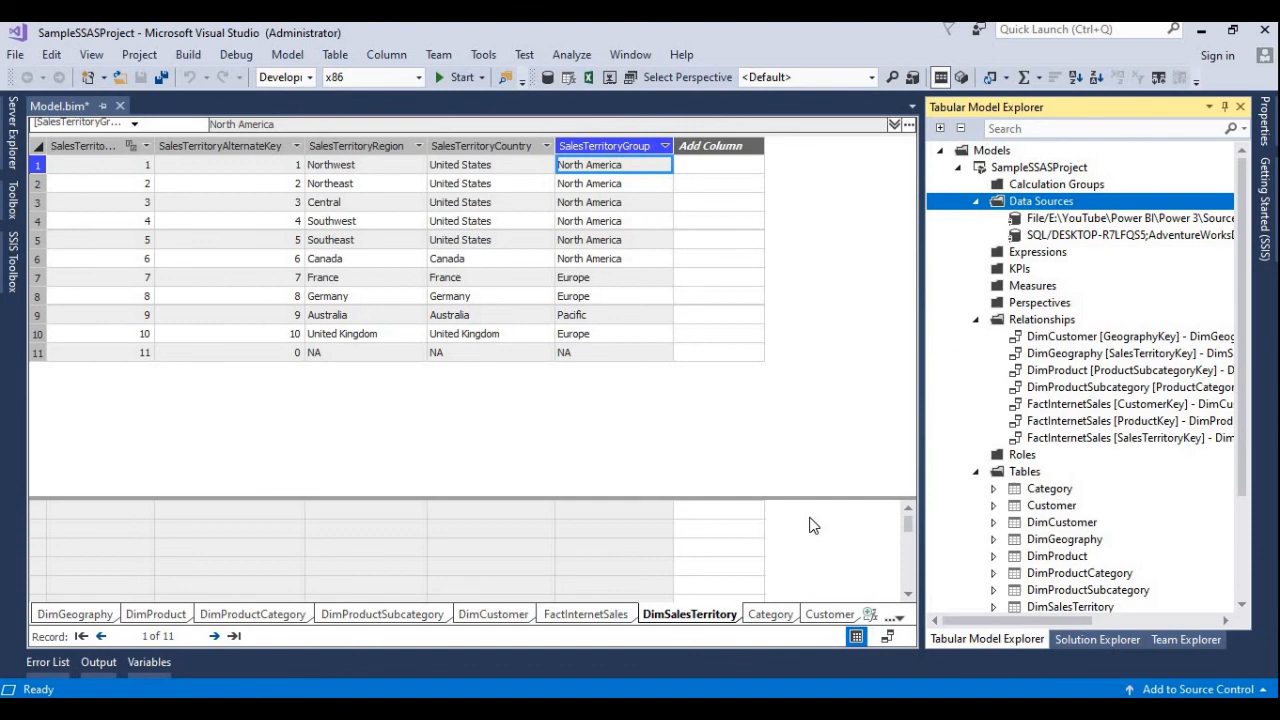 SampleSSASProject - Microsoft Visual Studio (Administrator)
Quick Launch (Ctrl+Q)
File Edit View Project Build Debug Model Table Column Team Tools Test Analyze Window Help
Sign in
Developi x86 Start Select Perspective <Default>
Model.bim*
[SalesTerritoryGr... North America
SalesTerrito... SalesTerritoryAlternateKey SalesTerritoryRegion SalesTerritoryCountry SalesTerritoryGroup Add Column
1 1 1 Northwest United States North America
2 2 2 Northeast United States North America
3 3 3 Central United States North America
4 4 4 Southwest United States North America
5 5 5 Southeast United States North America
6 6 6 Canada Canada North America
7 7 7 France France Europe
8 8 8 Germany Germany Europe
9 9 9 Australia Australia Pacific
10 10 10 United Kingdom United Kingdom Europe
11 11 0 NA NA NA
DimGeography DimProduct DimProductCategory DimProductSubcategory DimCustomer FactInternetSales DimSalesTerritory Category Customer
Record: 1 of 11
Error List Output Variables
Ready
Add to Source Control
Server Explorer
Toolbox
SSIS Toolbox
Tabular Model Explorer
Search
Models
SampleSSASProject
Calculation Groups
Data Sources
File/E:\YouTube\Power BI\Power 3\Source
SQL/DESKTOP-R7LFQS5;AdventureWorksD
Expressions
KPIs
Measures
Perspectives
Relationships
DimCustomer [GeographyKey] - DimGeog
DimGeography [SalesTerritoryKey] - DimS
DimProduct [ProductSubcategoryKey] - Dim
DimProductSubcategory [ProductCategor
FactInternetSales [CustomerKey] - DimCu
FactInternetSales [ProductKey] - DimProd
FactInternetSales [SalesTerritoryKey] - Dim
Roles
Tables
Category
Customer
DimCustomer
DimGeography
DimProduct
DimProductCategory
DimProductSubcategory
DimSalesTerritory
Tabular Model Explorer Solution Explorer Team Explorer
Properties
Getting Started (SSIS)